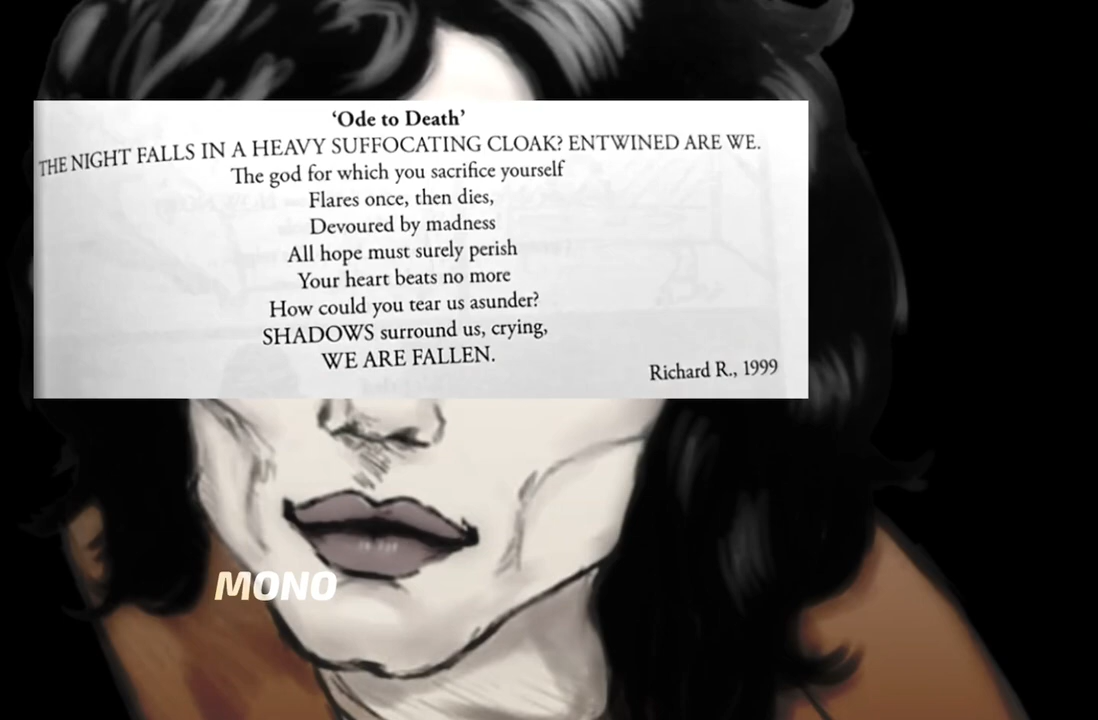 'Ode to Death'
THE NIGHT FALLS IN A HEAVY SUFFOCATING CLOAK? ENTWINED ARE WE.
The god for which you sacrifice yourself
Flares once, then dies,
Devoured by madness
All hope must surely perish
Your heart beats no more
How could you tear us asunder?
SHADOWS surround us, crying,
WE ARE FALLEN.
Richard R., 1999
MONO